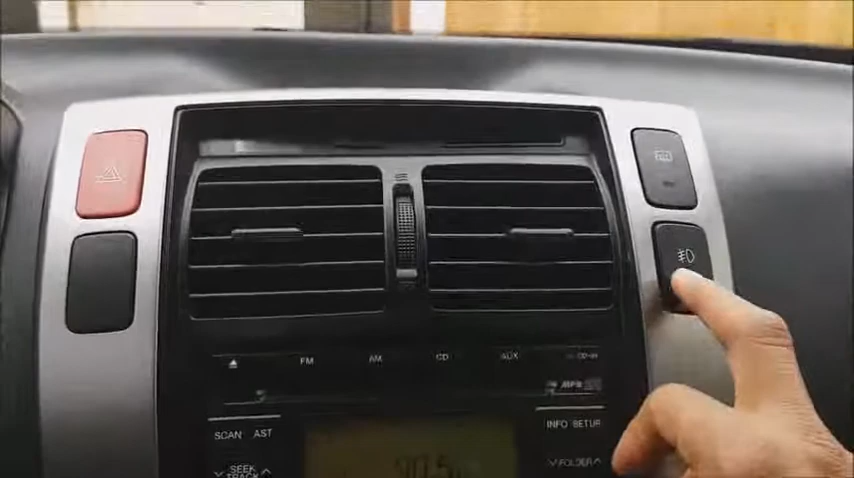 FM AM CD AUX
MP3
SCAN AST
INFO SETUP
SEEK
TRACK
FOLDER